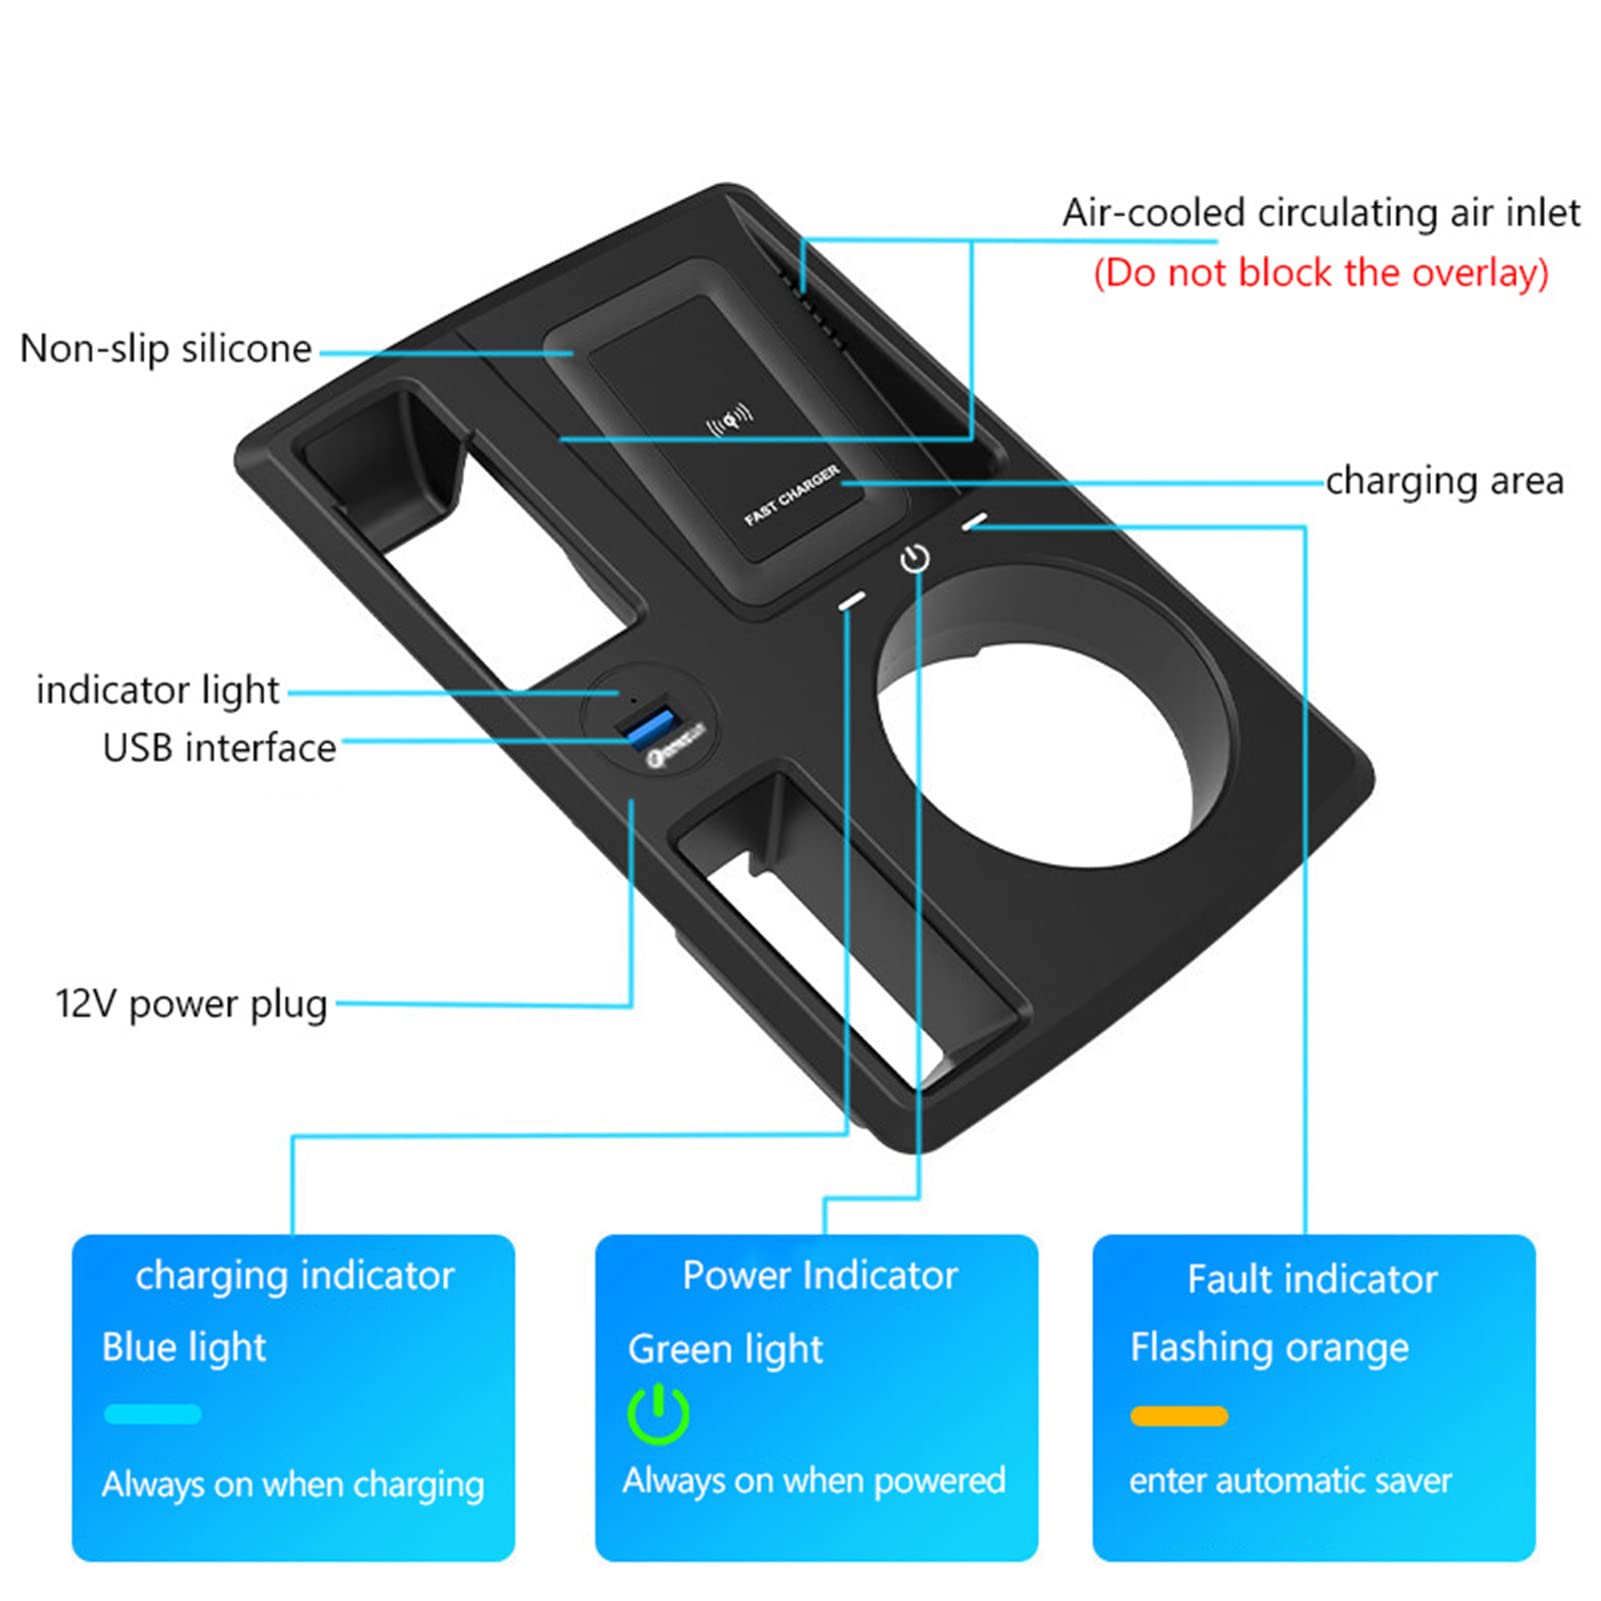 Air-cooled circulating air inlet
(Do not block the overlay)
Non-slip silicone
FAST CHARGER
charging area
indicator light
USB interface
12V power plug
charging indicator
Blue light
Always on when charging
Power Indicator
Green light
Always on when powered
Fault indicator
Flashing orange
enter automatic saver